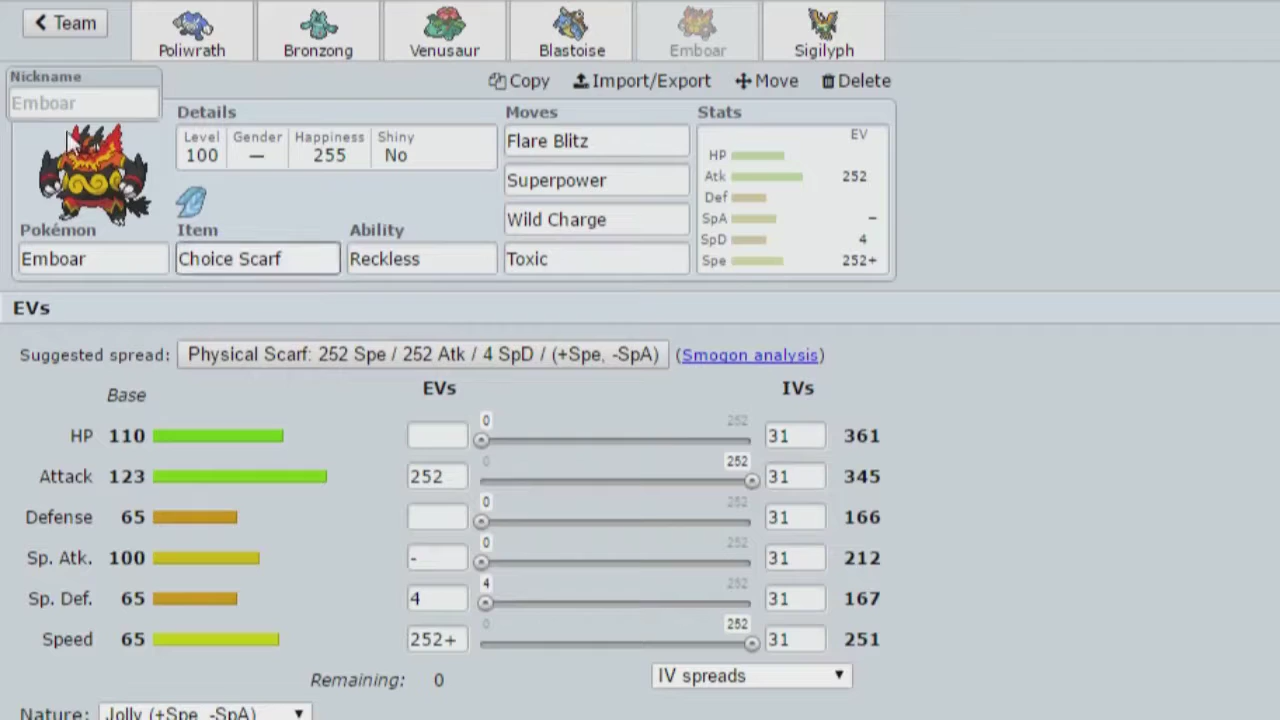 Team
Poliwrath Bronzong Venusaur Blastoise Emboar Sigilyph
Nickname
Emboar
Copy Import/Export Move Delete
Details
Level Gender Happiness Shiny
100 — 255 No
Pokémon
Emboar
Item
Choice Scarf
Ability
Reckless
Moves
Flare Blitz
Superpower
Wild Charge
Toxic
Stats
EV
HP
Atk 252
Def
SpA –
SpD 4
Spe 252+
EVs
Suggested spread: Physical Scarf: 252 Spe / 252 Atk / 4 SpD / (+Spe, -SpA) (Smogon analysis)
Base EVs IVs
0 252
HP 110 31 361
0 252
Attack 123 252 31 345
0 252
Defense 65 31 166
0 252
Sp. Atk. 100 - 31 212
4 252
Sp. Def. 65 4 31 167
0 252
Speed 65 252+ 31 251
Remaining: 0 IV spreads
Nature: Jolly (+Spe, -SpA)